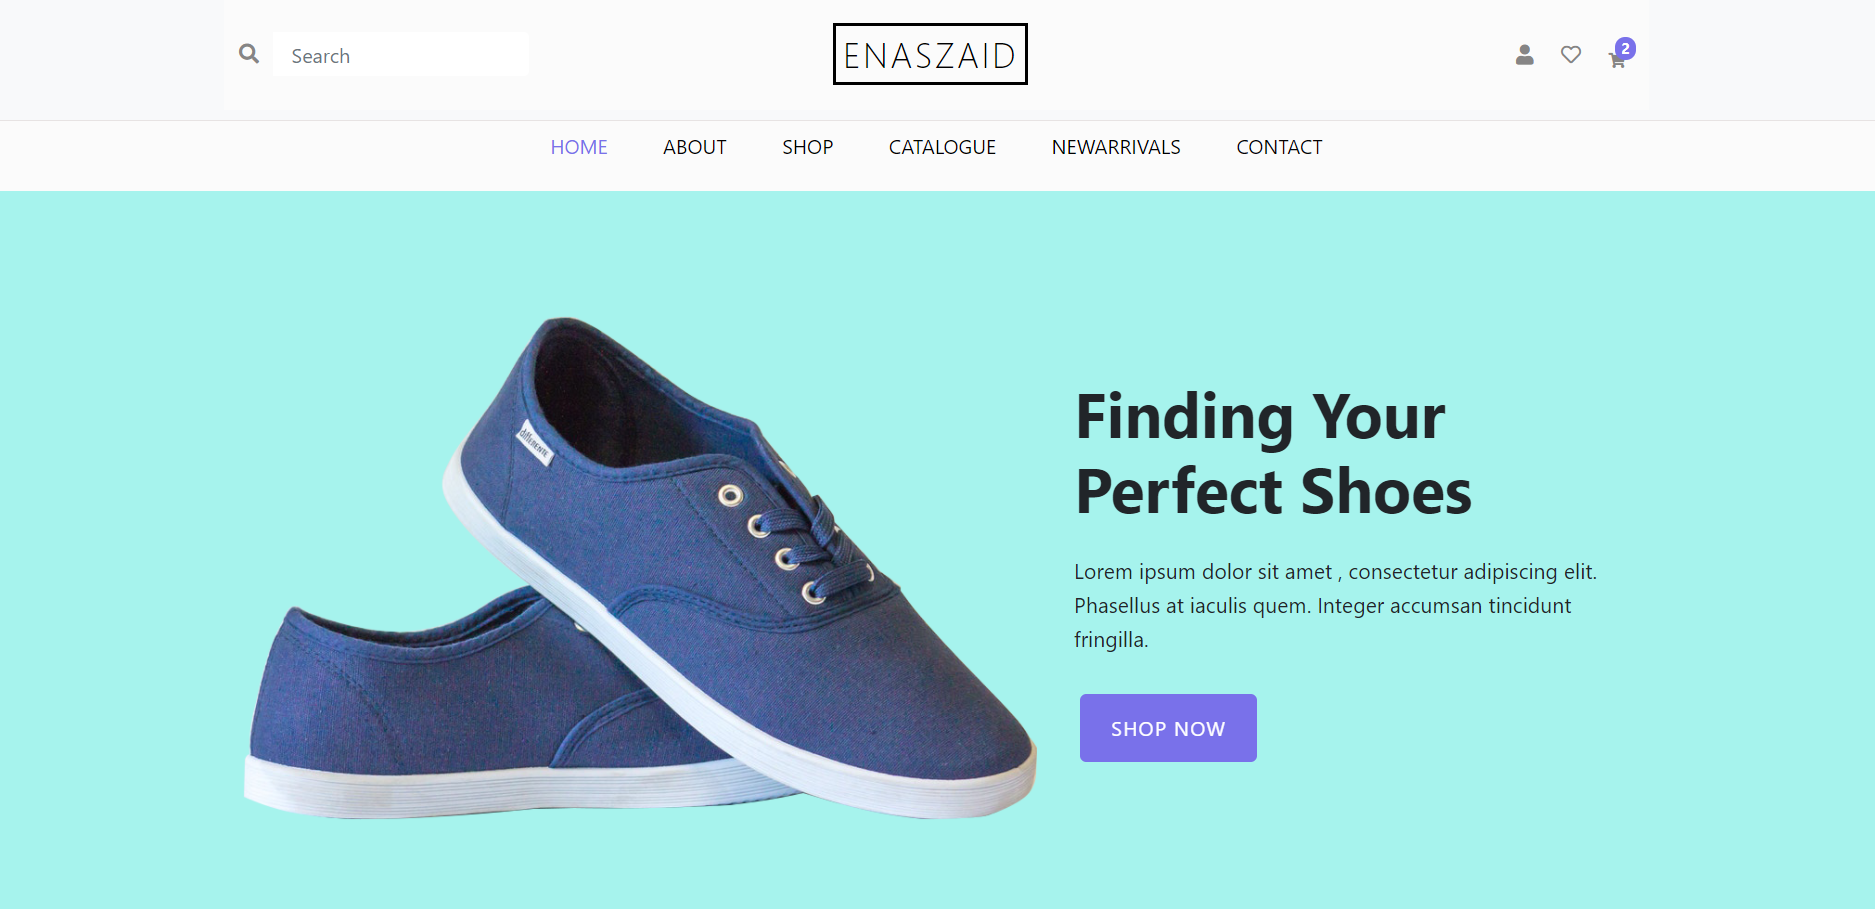 Search
ENASZAID
2
HOME ABOUT SHOP CATALOGUE NEWARRIVALS CONTACT
differente
Finding Your
Perfect Shoes
Lorem ipsum dolor sit amet , consectetur adipiscing elit.
Phasellus at iaculis quem. Integer accumsan tincidunt
fringilla.
SHOP NOW